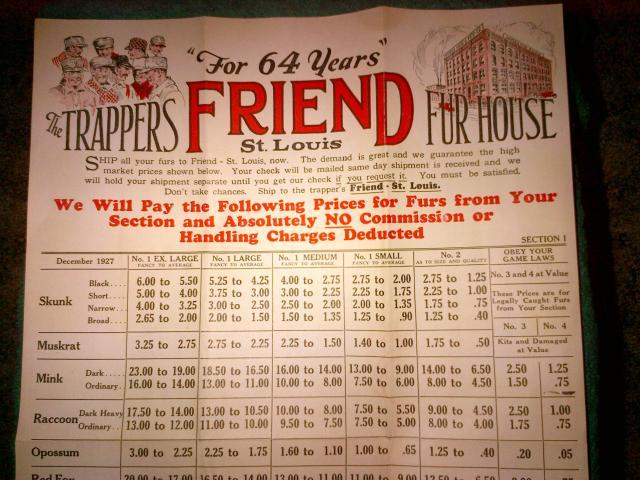 "For 64 Years"
The TRAPPERS FRIEND FUR HOUSE
St. Louis
SHIP all your furs to Friend - St. Louis, now. The demand is great and we guarantee the high
market prices shown below. Your check will be mailed same day shipment is received and we
will hold your shipment separate until you get our check if you request it. You must be satisfied.
Don't take chances. Ship to the trapper's Friend - St. Louis.
We Will Pay the Following Prices for Furs from Your
Section and Absolutely NO Commission or
Handling Charges Deducted
SECTION 1
December 1927 No. 1 EX. LARGE FANCY TO AVERAGE No. 1 LARGE FANCY TO AVERAGE No. 1 MEDIUM FANCY TO AVERAGE No. 1 SMALL FANCY TO AVERAGE No. 2 AS TO SIZE AND QUALITY OBEY YOUR GAME LAWS
Skunk
Black.... 6.00 to 5.50 5.25 to 4.25 4.00 to 2.75 2.75 to 2.00 2.75 to 1.25
Short.... 5.00 to 4.00 3.75 to 3.00 3.00 to 2.25 2.25 to 1.75 2.25 to 1.00
Narrow... 4.00 to 3.25 3.00 to 2.50 2.50 to 2.00 2.00 to 1.35 1.75 to .75
Broad.... 2.65 to 2.00 2.00 to 1.50 1.50 to 1.35 1.25 to .90 1.25 to .40
No. 3 and 4 at Value
These Prices are for
Legally Caught Furs
from Your Section
No. 3 No. 4
Muskrat 3.25 to 2.75 2.75 to 2.25 2.25 to 1.50 1.40 to 1.00 1.75 to .50 Kits and Damaged at Value
Mink
Dark.... 23.00 to 19.00 18.50 to 16.50 16.00 to 14.00 13.00 to 9.00 14.00 to 6.50 2.50 1.25
Ordinary. 16.00 to 14.00 13.00 to 11.00 10.00 to 8.00 7.50 to 6.00 8.00 to 4.50 1.50 .75
Raccoon
Dark Heavy 17.50 to 14.00 13.00 to 10.50 10.00 to 8.00 7.50 to 5.50 9.00 to 4.50 2.50 1.00
Ordinary.. 13.00 to 12.00 11.00 to 10.00 9.50 to 7.50 7.50 to 5.00 8.00 to 4.00 1.75 .75
Opossum 3.00 to 2.25 2.25 to 1.75 1.60 to 1.10 1.00 to .65 1.25 to .40 .20 .05
Red Fox